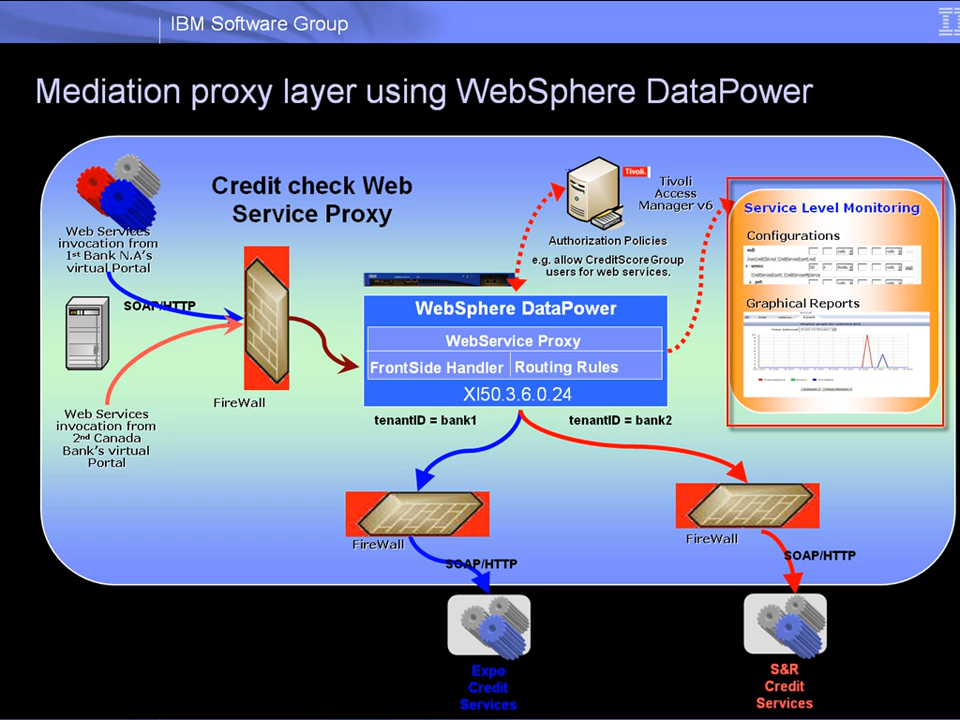 IBM Software Group
Mediation proxy layer using WebSphere DataPower
Credit check Web
Service Proxy
Web Services
invocation from
1st Bank N.A's
virtual Portal
SOAP/HTTP
Web Services
invocation from
2nd Canada
Bank's virtual
Portal
FireWall
Tivoli.
Tivoli
Access
Manager v6
Authorization Policies
e.g. allow CreditScoreGroup
users for web services.
WebSphere DataPower
WebService Proxy
FrontSide Handler
Routing Rules
XI50.3.6.0.24
tenantID = bank1
tenantID = bank2
Service Level Monitoring
Configurations
Graphical Reports
FireWall
SOAP/HTTP
FireWall
SOAP/HTTP
Expo
Credit
Services
S&R
Credit
Services